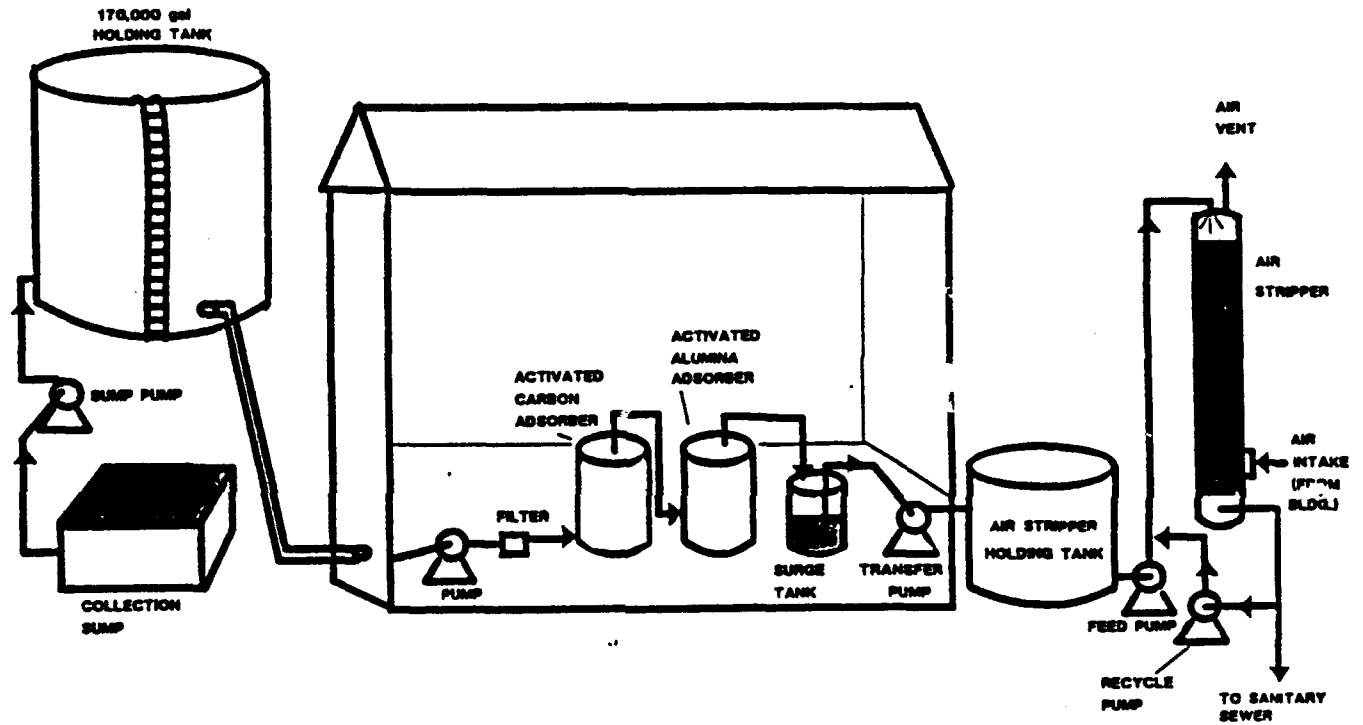 170,000 gal
HOLDING TANK
SUMP PUMP
COLLECTION
SUMP
PUMP
FILTER
ACTIVATED
CARBON
ADSORBER
ACTIVATED
ALUMINA
ADSORBER
SURGE
TANK
TRANSFER
PUMP
AIR STRIPPER
HOLDING TANK
FEED PUMP
RECYCLE
PUMP
AIR
VENT
AIR
STRIPPER
AIR
INTAKE
(FROM
BLDG.)
TO SANITARY
SEWER